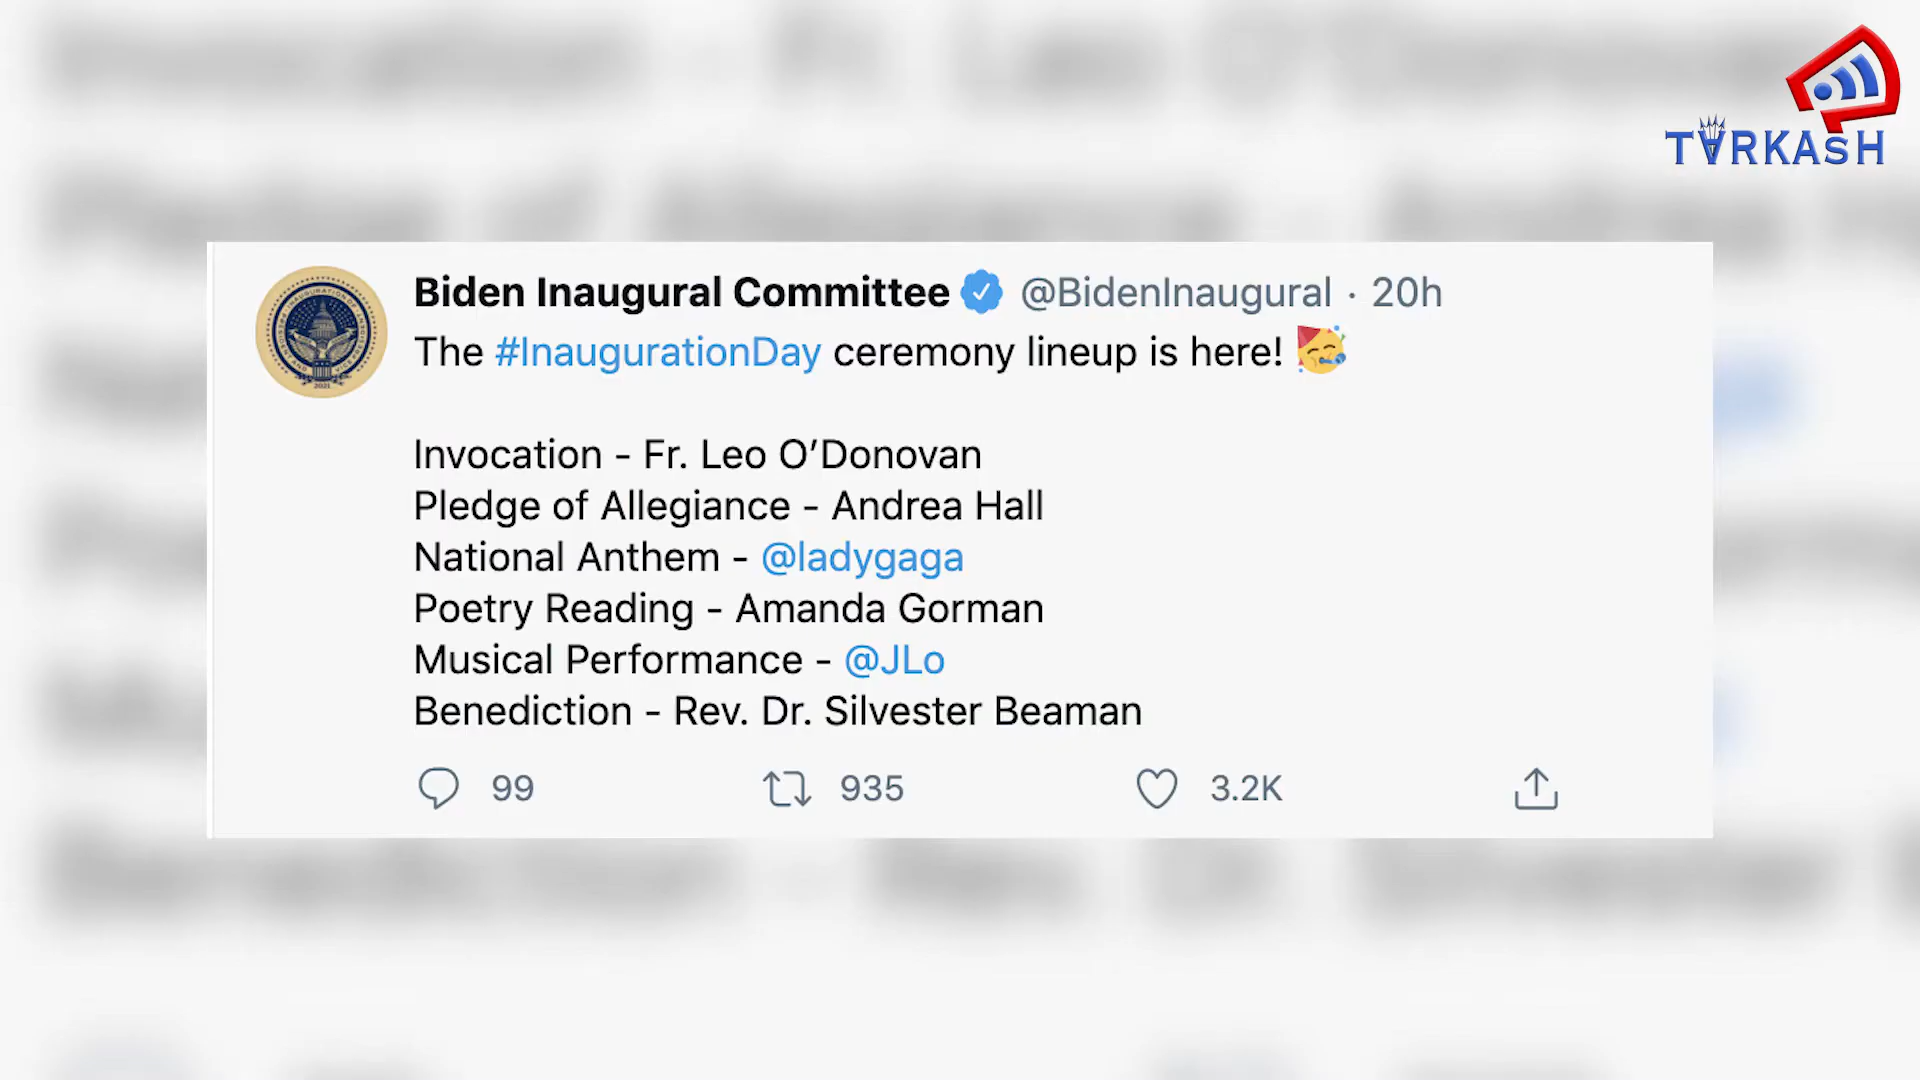 TARKASH
Biden Inaugural Committee @BidenInaugural · 20h
The #InaugurationDay ceremony lineup is here! 🥳
Invocation - Fr. Leo O’Donovan
Pledge of Allegiance - Andrea Hall
National Anthem - @ladygaga
Poetry Reading - Amanda Gorman
Musical Performance - @JLo
Benediction - Rev. Dr. Silvester Beaman
99 935 3.2K